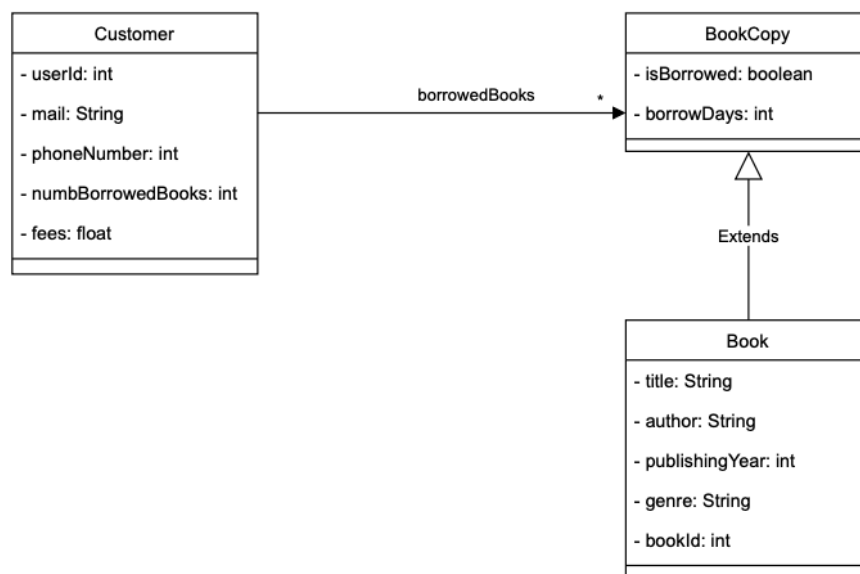 Customer
- userId: int
- mail: String
- phoneNumber: int
- numbBorrowedBooks: int
- fees: float
borrowedBooks
*
BookCopy
- isBorrowed: boolean
- borrowDays: int
Extends
Book
- title: String
- author: String
- publishingYear: int
- genre: String
- bookId: int